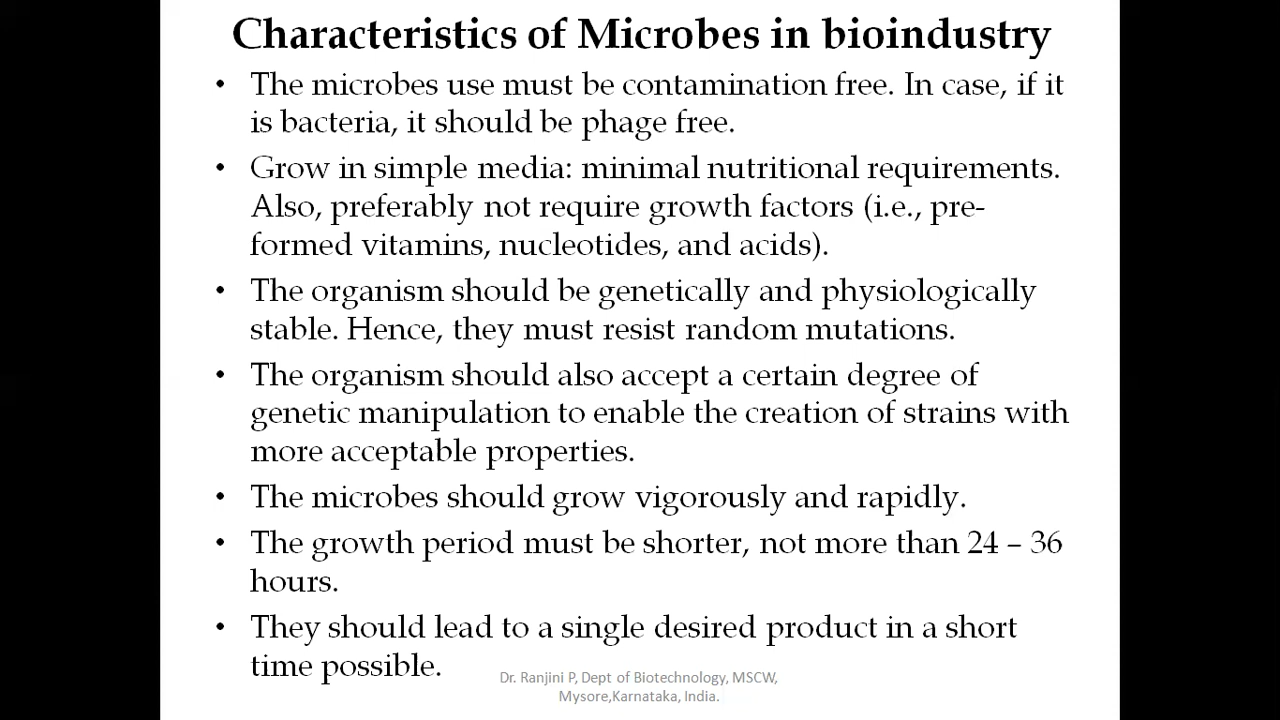 Characteristics of Microbes in bioindustry
• The microbes use must be contamination free. In case, if it
is bacteria, it should be phage free.
• Grow in simple media: minimal nutritional requirements.
Also, preferably not require growth factors (i.e., pre-
formed vitamins, nucleotides, and acids).
• The organism should be genetically and physiologically
stable. Hence, they must resist random mutations.
• The organism should also accept a certain degree of
genetic manipulation to enable the creation of strains with
more acceptable properties.
• The microbes should grow vigorously and rapidly.
• The growth period must be shorter, not more than 24 – 36
hours.
• They should lead to a single desired product in a short
time possible.
Dr. Ranjini P, Dept of Biotechnology, MSCW,
Mysore,Karnataka, India.